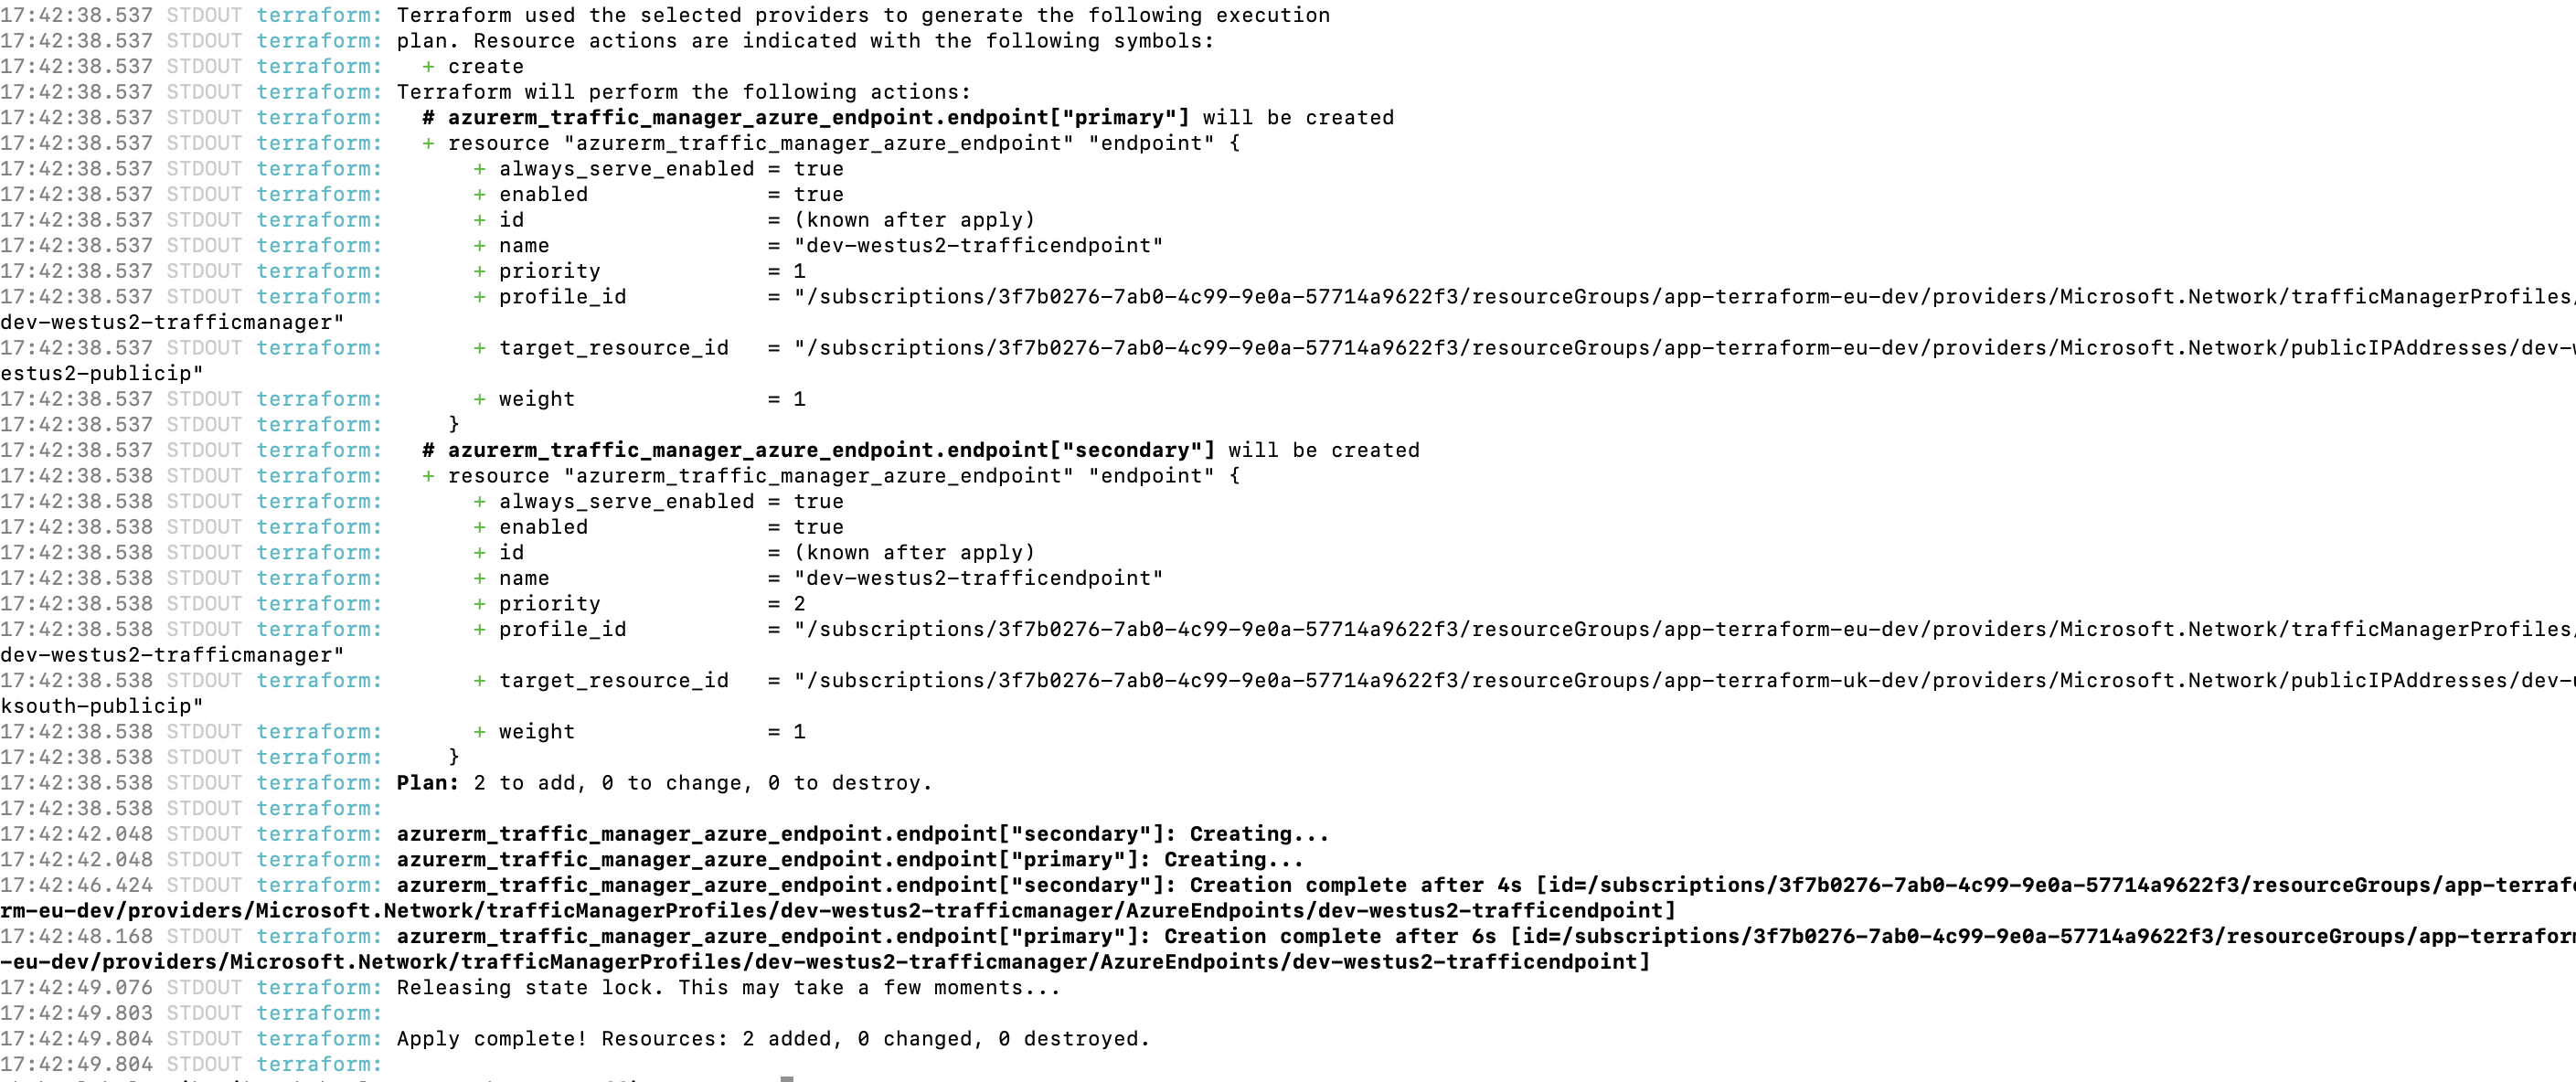 17:42:38.537 STDOUT terraform: Terraform used the selected providers to generate the following execution
17:42:38.537 STDOUT terraform: plan. Resource actions are indicated with the following symbols:
17:42:38.537 STDOUT terraform:   + create
17:42:38.537 STDOUT terraform: Terraform will perform the following actions:
17:42:38.537 STDOUT terraform:   # azurerm_traffic_manager_azure_endpoint.endpoint["primary"] will be created
17:42:38.537 STDOUT terraform:   + resource "azurerm_traffic_manager_azure_endpoint" "endpoint" {
17:42:38.537 STDOUT terraform:       + always_serve_enabled = true
17:42:38.537 STDOUT terraform:       + enabled              = true
17:42:38.537 STDOUT terraform:       + id                   = (known after apply)
17:42:38.537 STDOUT terraform:       + name                 = "dev-westus2-trafficendpoint"
17:42:38.537 STDOUT terraform:       + priority             = 1
17:42:38.537 STDOUT terraform:       + profile_id           = "/subscriptions/3f7b0276-7ab0-4c99-9e0a-57714a9622f3/resourceGroups/app-terraform-eu-dev/providers/Microsoft.Network/trafficManagerProfiles/
dev-westus2-trafficmanager"
17:42:38.537 STDOUT terraform:       + target_resource_id   = "/subscriptions/3f7b0276-7ab0-4c99-9e0a-57714a9622f3/resourceGroups/app-terraform-eu-dev/providers/Microsoft.Network/publicIPAddresses/dev-w
estus2-publicip"
17:42:38.537 STDOUT terraform:       + weight               = 1
17:42:38.537 STDOUT terraform:     }
17:42:38.537 STDOUT terraform:   # azurerm_traffic_manager_azure_endpoint.endpoint["secondary"] will be created
17:42:38.538 STDOUT terraform:   + resource "azurerm_traffic_manager_azure_endpoint" "endpoint" {
17:42:38.538 STDOUT terraform:       + always_serve_enabled = true
17:42:38.538 STDOUT terraform:       + enabled              = true
17:42:38.538 STDOUT terraform:       + id                   = (known after apply)
17:42:38.538 STDOUT terraform:       + name                 = "dev-westus2-trafficendpoint"
17:42:38.538 STDOUT terraform:       + priority             = 2
17:42:38.538 STDOUT terraform:       + profile_id           = "/subscriptions/3f7b0276-7ab0-4c99-9e0a-57714a9622f3/resourceGroups/app-terraform-eu-dev/providers/Microsoft.Network/trafficManagerProfiles/
dev-westus2-trafficmanager"
17:42:38.538 STDOUT terraform:       + target_resource_id   = "/subscriptions/3f7b0276-7ab0-4c99-9e0a-57714a9622f3/resourceGroups/app-terraform-uk-dev/providers/Microsoft.Network/publicIPAddresses/dev-u
ksouth-publicip"
17:42:38.538 STDOUT terraform:       + weight               = 1
17:42:38.538 STDOUT terraform:     }
17:42:38.538 STDOUT terraform: Plan: 2 to add, 0 to change, 0 to destroy.
17:42:38.538 STDOUT terraform:
17:42:42.048 STDOUT terraform: azurerm_traffic_manager_azure_endpoint.endpoint["secondary"]: Creating...
17:42:42.048 STDOUT terraform: azurerm_traffic_manager_azure_endpoint.endpoint["primary"]: Creating...
17:42:46.424 STDOUT terraform: azurerm_traffic_manager_azure_endpoint.endpoint["secondary"]: Creation complete after 4s [id=/subscriptions/3f7b0276-7ab0-4c99-9e0a-57714a9622f3/resourceGroups/app-terrafo
rm-eu-dev/providers/Microsoft.Network/trafficManagerProfiles/dev-westus2-trafficmanager/AzureEndpoints/dev-westus2-trafficendpoint]
17:42:48.168 STDOUT terraform: azurerm_traffic_manager_azure_endpoint.endpoint["primary"]: Creation complete after 6s [id=/subscriptions/3f7b0276-7ab0-4c99-9e0a-57714a9622f3/resourceGroups/app-terraform
-eu-dev/providers/Microsoft.Network/trafficManagerProfiles/dev-westus2-trafficmanager/AzureEndpoints/dev-westus2-trafficendpoint]
17:42:49.076 STDOUT terraform: Releasing state lock. This may take a few moments...
17:42:49.803 STDOUT terraform:
17:42:49.804 STDOUT terraform: Apply complete! Resources: 2 added, 0 changed, 0 destroyed.
17:42:49.804 STDOUT terraform: